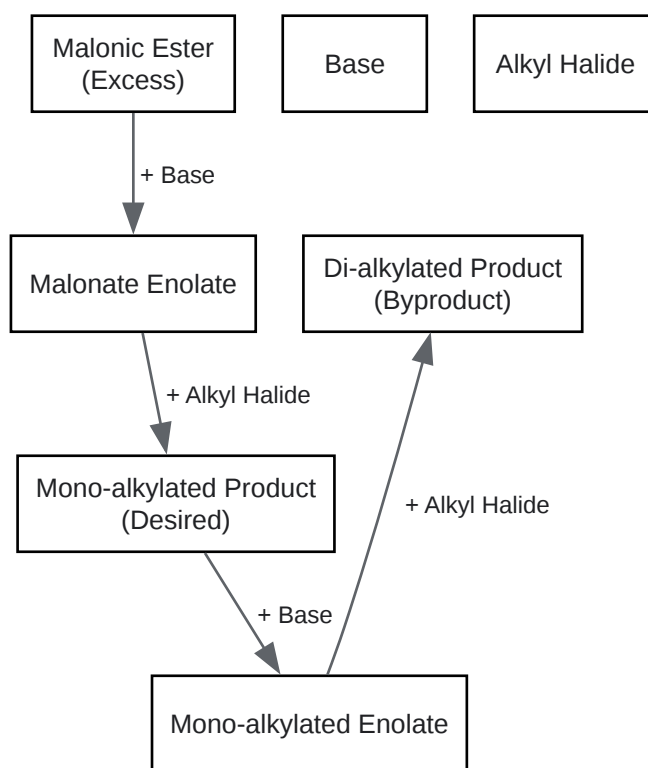 Malonic Ester
(Excess)
Base
Alkyl Halide
+ Base
Malonate Enolate
Di-alkylated Product
(Byproduct)
+ Alkyl Halide
Mono-alkylated Product
(Desired)
+ Alkyl Halide
+ Base
Mono-alkylated Enolate